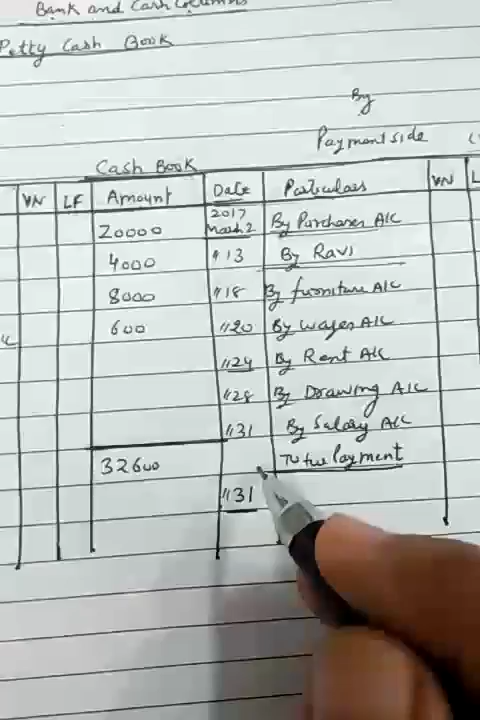 Bank and Cash Columns
Petty Cash Book
By
Payment side
Cash Book
VN LF Amount Date Particulars VN L
20000 2017 March 2 By Purchases A/c
4000 "13 By Ravi
8000 "18 By furniture A/c
600 "20 By Wages A/c
"24 By Rent A/c
"28 By Drawing A/c
"31 By Salary A/c
32600 Payment
"31